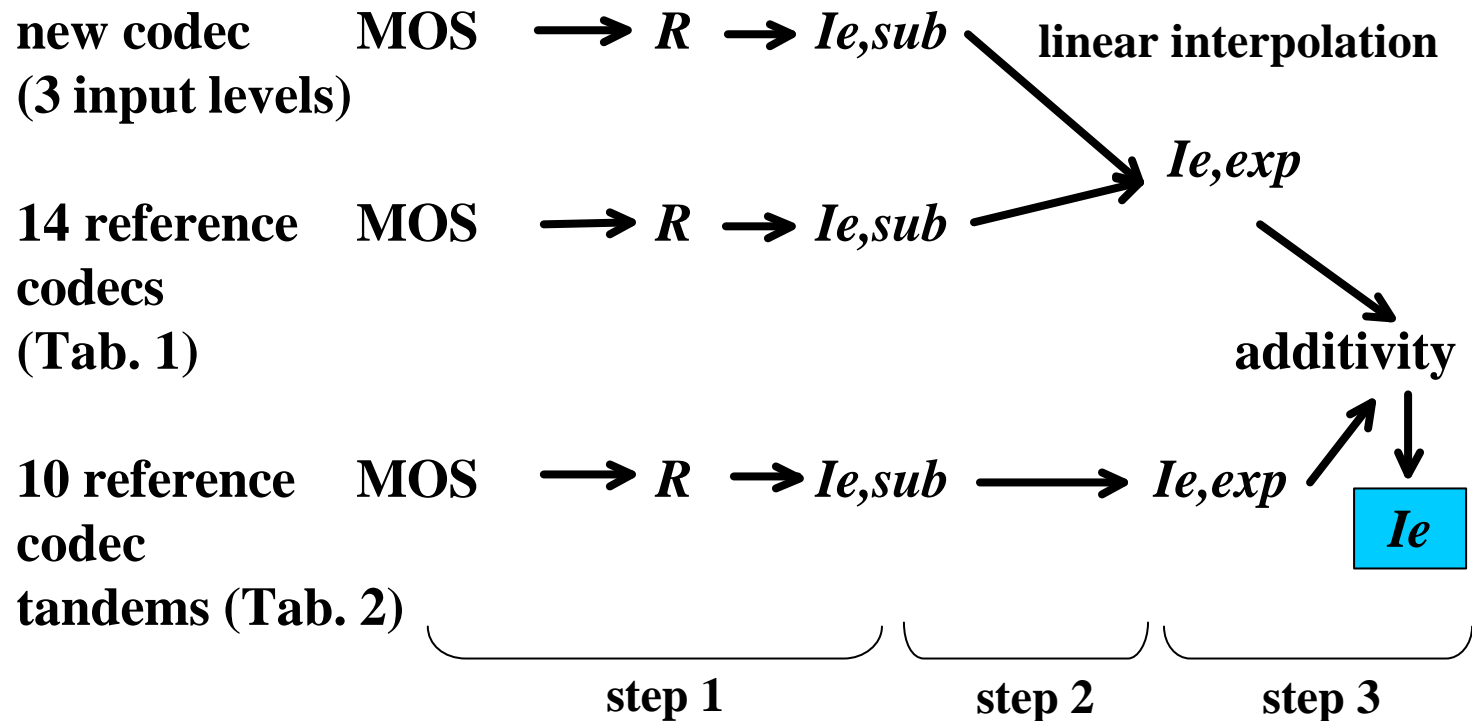 new codec MOS R Ie,sub linear interpolation
(3 input levels)
Ie,exp
14 reference MOS R Ie,sub
codecs
(Tab. 1)
additivity
10 reference MOS R Ie,sub Ie,exp
codec
Ie
tandems (Tab. 2)
step 1 step 2 step 3